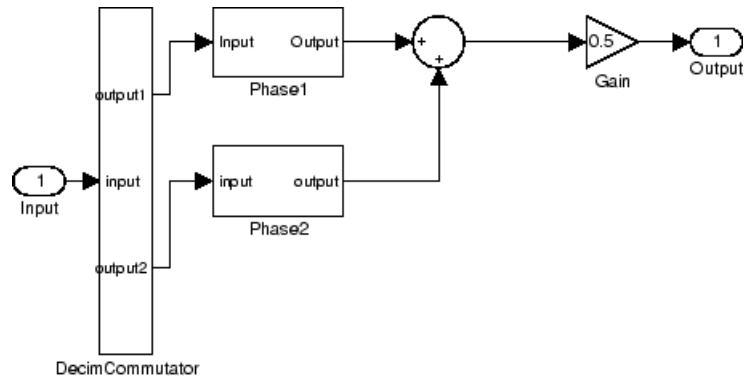 output1
input
output2
DecimCommutator
1
Input
Input Output
Phase1
input output
Phase2
+
+
0.5
Gain
1
Output